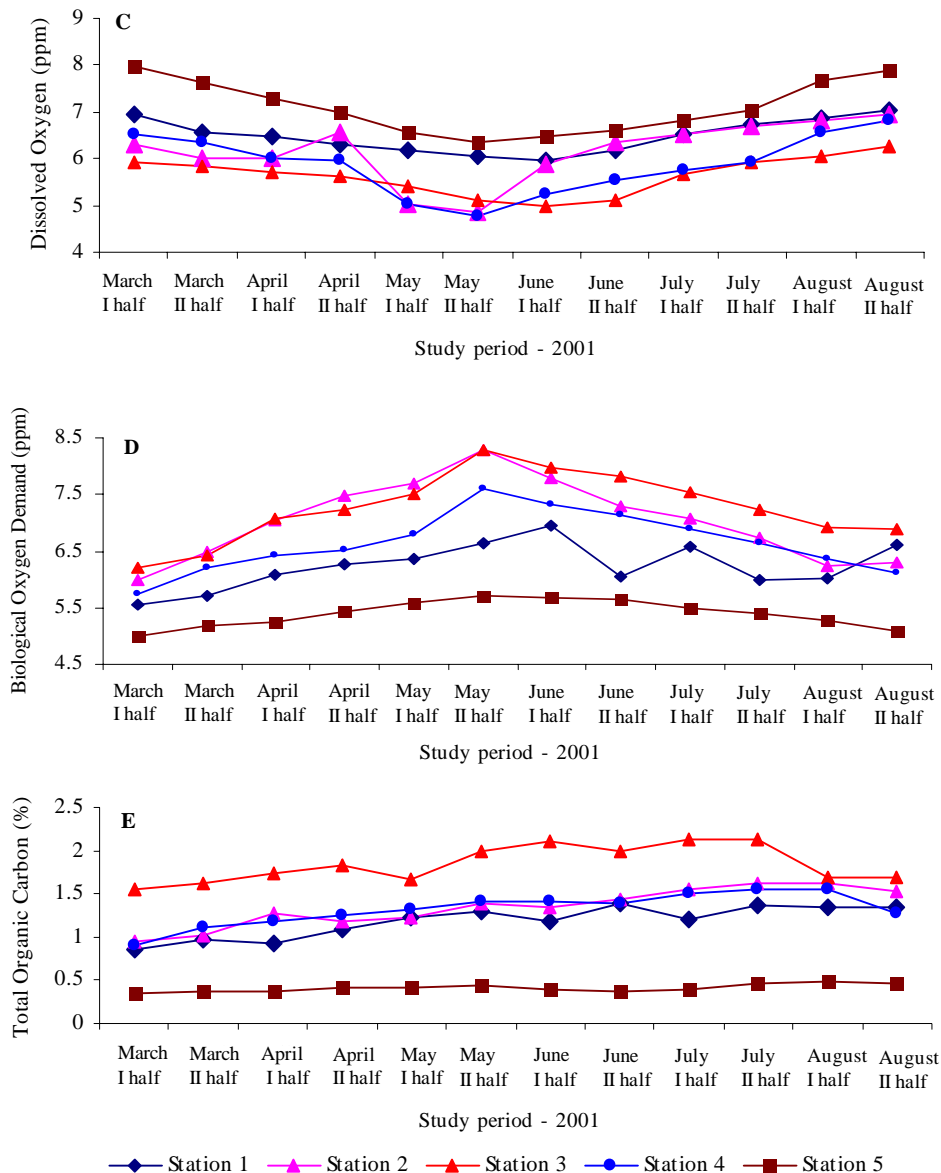 C
Dissolved Oxygen (ppm)
9
8
7
6
5
4
March March April April May May June June July July August August
I half II half I half II half I half II half I half II half I half II half I half II half
Study period - 2001
D
Biological Oxygen Demand (ppm)
8.5
7.5
6.5
5.5
4.5
March March April April May May June June July July August August
I half II half I half II half I half II half I half II half I half II half I half II half
Study period - 2001
E
Total Organic Carbon (%)
2.5
2
1.5
1
0.5
0
March March April April May May June June July July August August
I half II half I half II half I half II half I half II half I half II half I half II half
Study period - 2001
Station 1 Station 2 Station 3 Station 4 Station 5